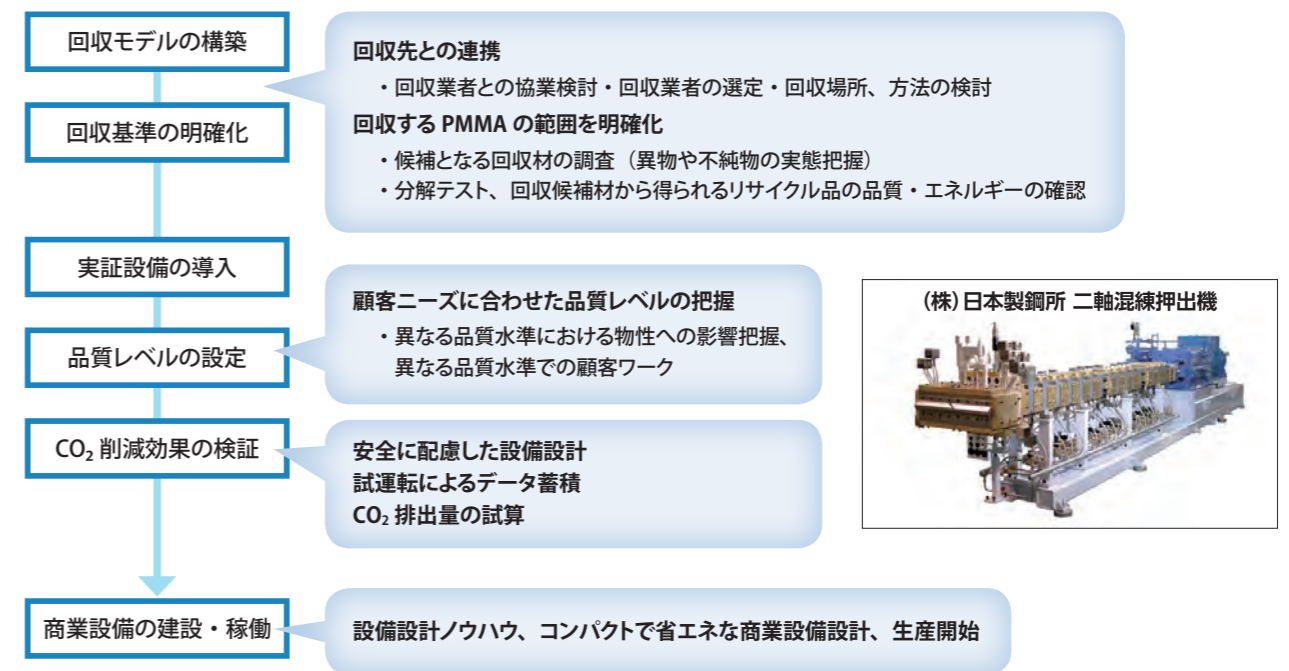 回収モデルの構築
回収基準の明確化
回収先との連携
・回収業者との協業検討・回収業者の選定・回収場所、方法の検討
回収する PMMA の範囲を明確化
・候補となる回収材の調査（異物や不純物の実態把握）
・分解テスト、回収候補材から得られるリサイクル品の品質・エネルギーの確認
実証設備の導入
品質レベルの設定
顧客ニーズに合わせた品質レベルの把握
・異なる品質水準における物性への影響把握、
異なる品質水準での顧客ワーク
CO₂ 削減効果の検証
安全に配慮した設備設計
試運転によるデータ蓄積
CO₂ 排出量の試算
(株)日本製鋼所 二軸混練押出機
商業設備の建設・稼働
設備設計ノウハウ、コンパクトで省エネな商業設備設計、生産開始